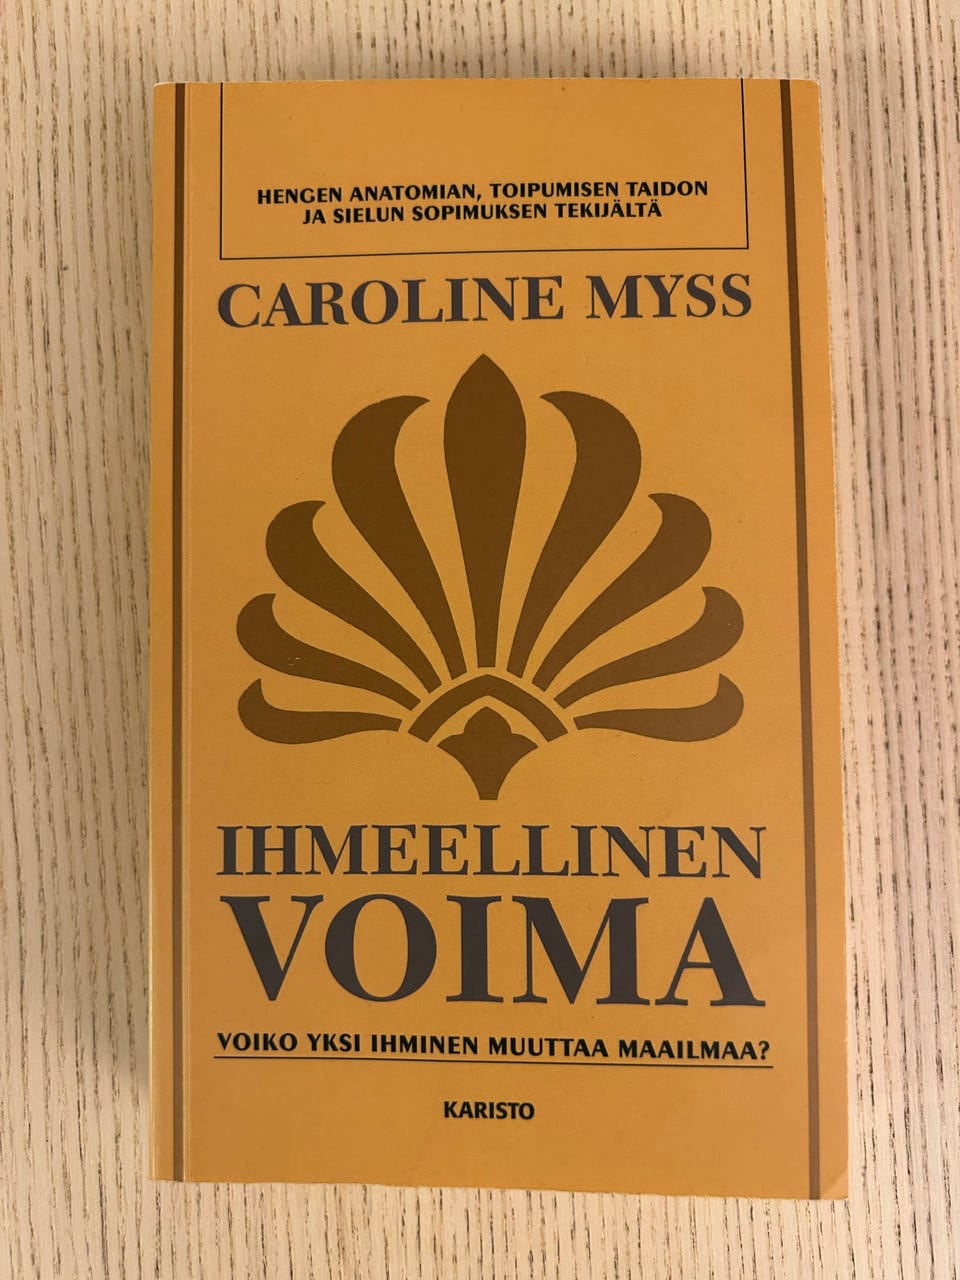 HENGEN ANATOMIAN, TOIPUMISEN TAIDON
JA SIELUN SOPIMUKSEN TEKIJÄLTÄ
CAROLINE MYSS
IHMEELLINEN
VOIMA
VOIKO YKSI IHMINEN MUUTTAA MAAILMAA?
KARISTO